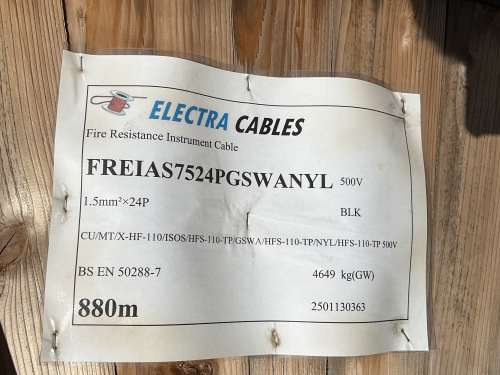 ELECTRA CABLES
Fire Resistance Instrument Cable
FREIAS7524PGSWANYL 500V
1.5mm²×24P BLK
CU/MT/X-HF-110/ISOS/HFS-110-TP/GSWA/HFS-110-TP/NYL/HFS-110-TP 500V
BS EN 50288-7 4649 kg(GW)
880m 2501130363